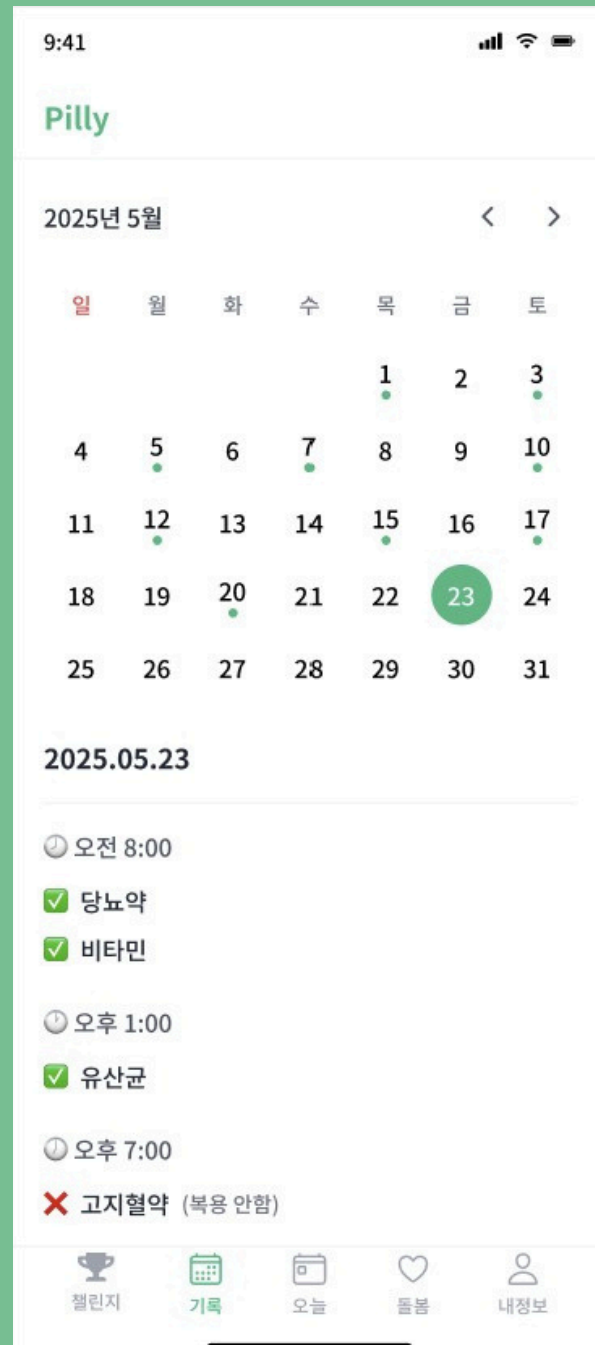 9:41
Pilly
2025년 5월
일 월 화 수 목 금 토
1 2 3
4 5 6 7 8 9 10
11 12 13 14 15 16 17
18 19 20 21 22 23 24
25 26 27 28 29 30 31
2025.05.23
오전 8:00
당뇨약
비타민
오후 1:00
유산균
오후 7:00
고지혈약 (복용 안함)
챌린지 기록 오늘 돌봄 내정보